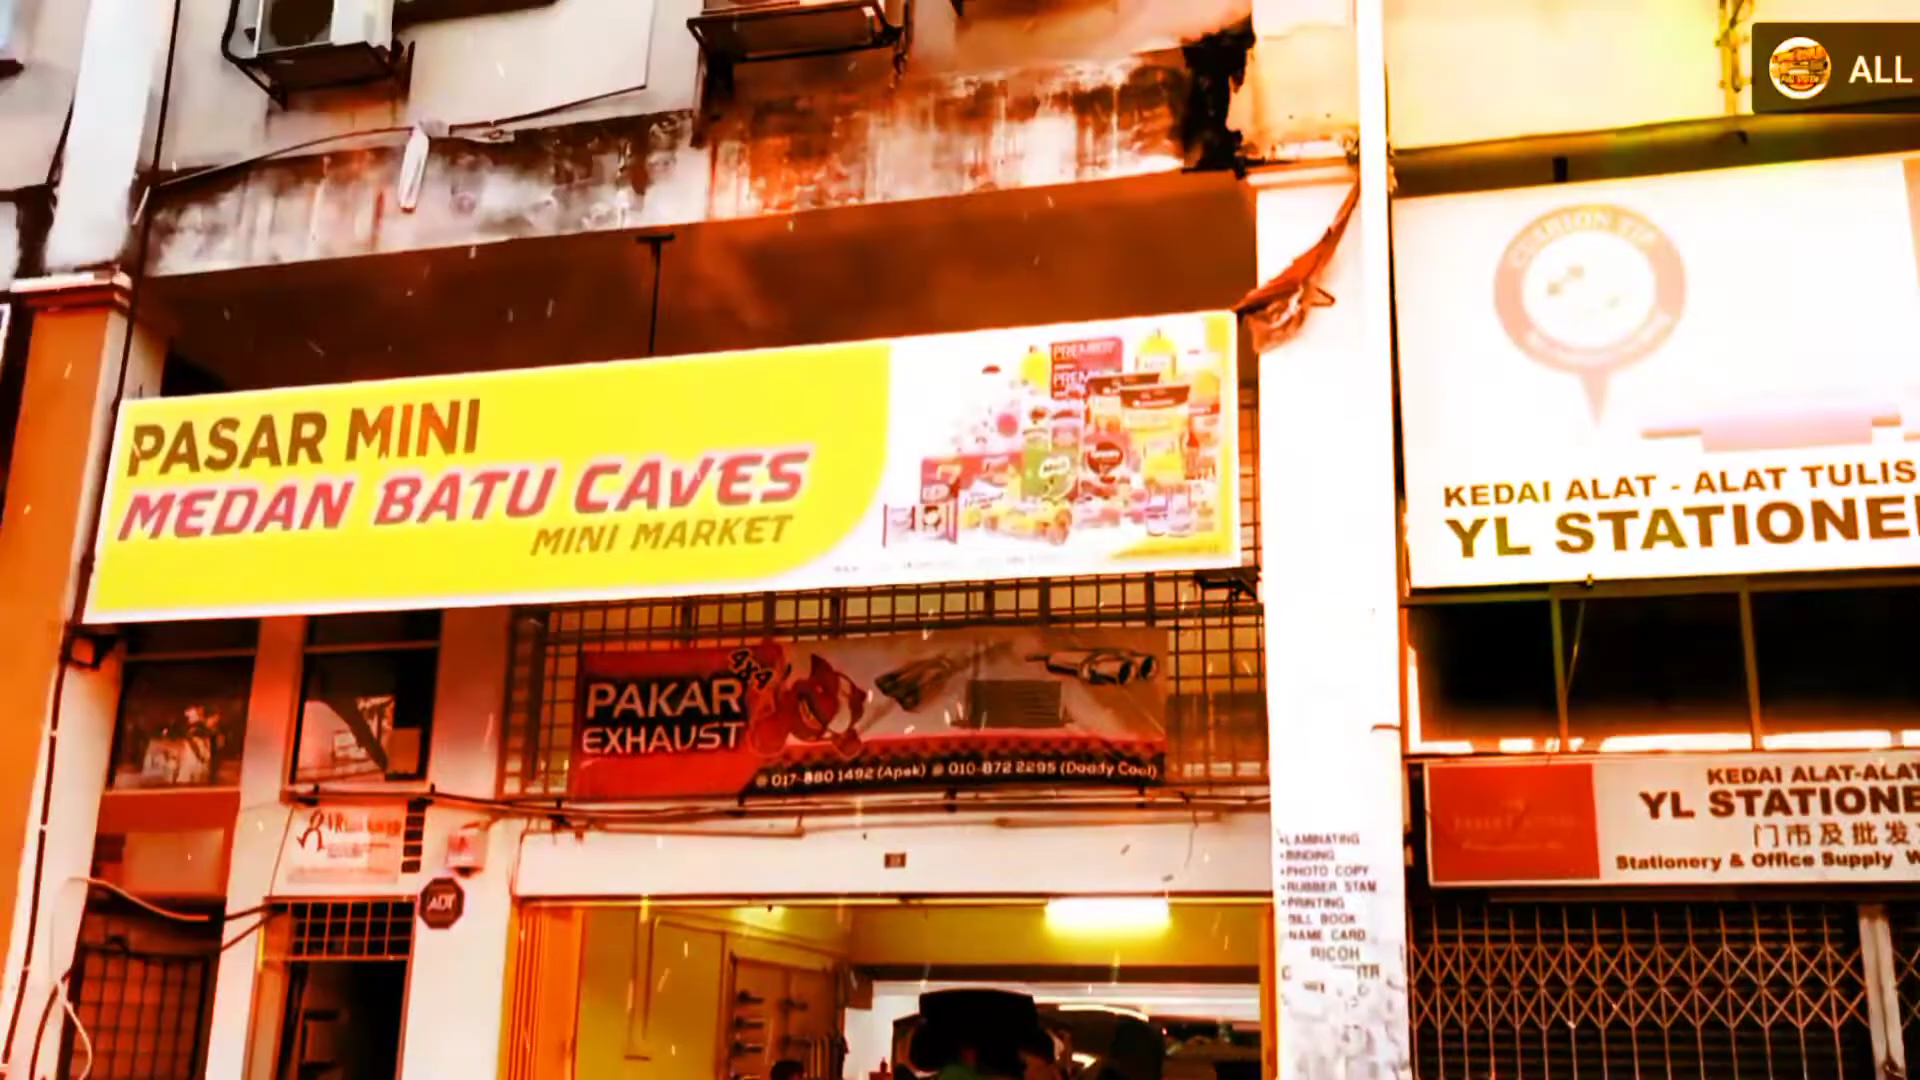 ALL
PASAR MINI
MEDAN BATU CAVES
MINI MARKET
PREMIER
KEDAI ALAT - ALAT TULIS
YL STATIONE
4x4
PAKAR
EXHAUST
017-880 1492 (Apek) 010-872 2295 (Doody Cool)
KEDAI ALAT-ALAT
YL STATIONE
门市及批发
Stationery & Office Supply W
ADT
•LAMINATING
•BINDING
•PHOTO COPY
•RUBBER STAM
•PRINTING
BILL BOOK
NAME CARD
RICOH